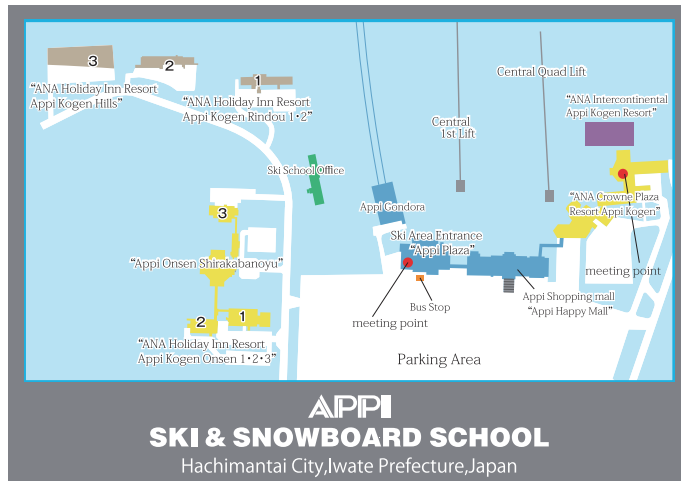 3
2
1
"ANA Holiday Inn Resort
Appi Kogen Hills"
"ANA Holiday Inn Resort
Appi Kogen Rindou 1・2"
Central Quad Lift
"ANA Intercontinental
Appi Kogen Resort"
Central
1st Lift
Ski School Office
Appi Gondora
"ANA Crowne Plaza
Resort Appi Kogen"
3
Ski Area Entrance
"Appi Plaza"
"Appi Onsen Shirakabanoyu"
meeting point
Appi Shopping mall
"Appi Happy Mall"
Bus Stop
meeting point
2
1
"ANA Holiday Inn Resort
Appi Kogen Onsen 1・2・3"
Parking Area
APPI
SKI & SNOWBOARD SCHOOL
Hachimantai City,Iwate Prefecture,Japan